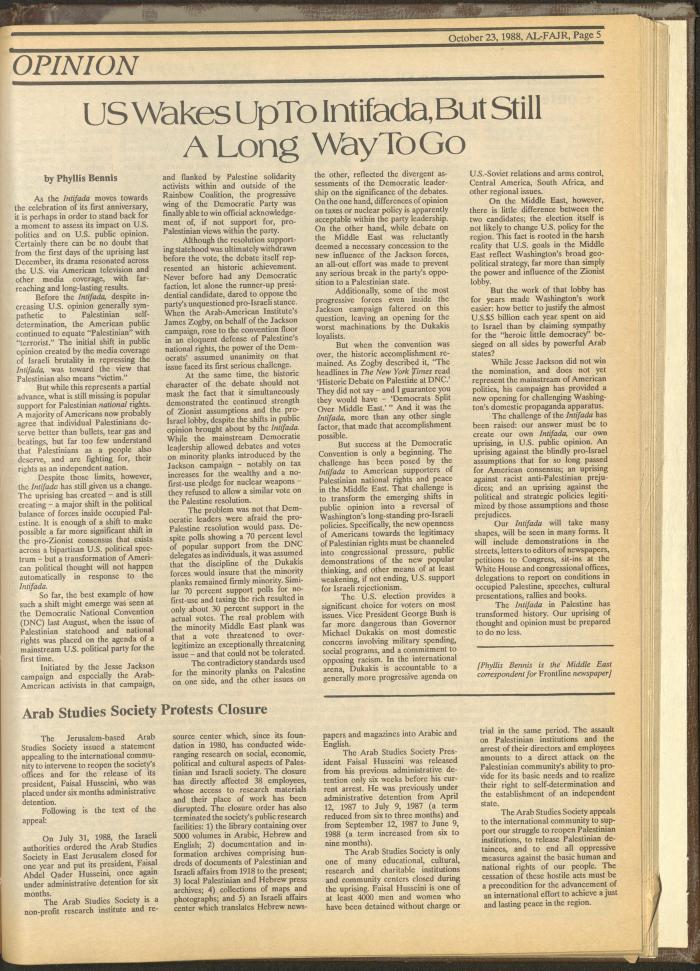 October 23, 1988, AL-FAJR, Page 5
OPINION
US Wakes Up To Intifada, But Still
A Long Way To Go
by Phyllis Bennis
As the Intifada moves towards
the celebration of its first anniversary,
it is perhaps in order to stand back for
a moment to assess its impact on U.S.
politics and on U.S. public opinion.
Certainly there can be no doubt that
from the first days of the uprising last
December, its drama resonated across
the U.S. via American television and
other media coverage, with far-
reaching and long-lasting results.
Before the Intifada, despite in-
creasing U.S. opinion generally sym-
pathetic to Palestinian self-
determination, the American public
continued to equate "Palestinian" with
"terrorist." The initial shift in public
opinion created by the media coverage
of Israeli brutality in repressing the
Intifada, was toward the view that
Palestinian also means "victim."
But while this represents a partial
advance, what is still missing is popular
support for Palestinian national rights.
A majority of Americans now probably
agree that individual Palestinians de-
serve better than bullets, tear gas and
beatings, but far too few understand
that Palestinians as a people also
deserve, and are fighting for, their
rights as an independent nation.
Despite those limits, however,
the Intifada has still given us a change.
The uprising has created – and is still
creating – a major shift in the political
balance of forces inside occupied Pal-
estine. It is enough of a shift to make
possible a far more significant shift in
the pro-Zionist consensus that exists
across a bipartisan U.S. political spec-
trum – but a transformation of Ameri-
can political thought will not happen
automatically in response to the
Intifada.
So far, the best example of how
such a shift might emerge was seen at
the Democratic National Convention
(DNC) last August, when the issue of
Palestinian statehood and national
rights was placed on the agenda of a
mainstream U.S. political party for the
first time.
Initiated by the Jesse Jackson
campaign and especially the Arab-
American activists in that campaign,
and flanked by Palestine solidarity
activists within and outside of the
Rainbow Coalition, the progressive
wing of the Democratic Party was
finally able to win official acknowledge-
ment of, if not support for, pro-
Palestinian views within the party.
Although the resolution support-
ing statehood was ultimately withdrawn
before the vote, the debate itself rep-
resented an historic achievement.
Never before had any Democratic
faction, let alone the runner-up presi-
dential candidate, dared to oppose the
party's unquestioned pro-Israeli stance.
When the Arab-American Institute's
James Zogby, on behalf of the Jackson
campaign, rose to the convention floor
in an eloquent defense of Palestine's
national rights, the power of the Dem-
ocrats' assumed unanimity on that
issue faced its first serious challenge.
At the same time, the historic
character of the debate should not
mask the fact that it simultaneously
demonstrated the continued strength
of Zionist assumptions and the pro-
Israel lobby, despite the shifts in public
opinion brought about by the Intifada.
While the mainstream Democratic
leadership allowed debates and votes
on minority planks introduced by the
Jackson campaign – notably on tax
increases for the wealthy and a no-
first-use pledge for nuclear weapons –
they refused to allow a similar vote on
the Palestine resolution.
The problem was not that Dem-
ocratic leaders were afraid the pro-
Palestine resolution would pass. De-
spite polls showing a 70 percent level
of popular support from the DNC
delegates as individuals, it was assumed
that the discipline of the Dukakis
forces would insure that the minority
planks remained firmly minority. Simi-
lar 70 percent support polls for no-
first-use and taxing the rich resulted in
only about 30 percent support in the
actual votes. The real problem with
the minority Middle East plank was
that a vote threatened to over-
legitimize an exceptionally threatening
issue – and that could not be tolerated.
The contradictory standards used
for the minority planks on Palestine
on one side, and the other issues on
the other, reflected the divergent as-
sessments of the Democratic leader-
ship on the significance of the debates.
On the one hand, differences of opinion
on taxes or nuclear policy is apparently
acceptable within the party leadership.
On the other hand, while debate on
the Middle East was reluctantly
deemed a necessary concession to the
new influence of the Jackson forces,
an all-out effort was made to prevent
any serious break in the party's oppo-
sition to a Palestinian state.
Additionally, some of the most
progressive forces even inside the
Jackson campaign faltered on this
question, leaving an opening for the
worst machinations by the Dukakis
loyalists.
But when the convention was
over, the historic accomplishment re-
mained. As Zogby described it, "The
headlines in The New York Times read
'Historic Debate on Palestine at DNC.'
They did not say – and I guarantee you
they would have – 'Democrats Split
Over Middle East.' " And it was the
Intifada, more than any other single
factor, that made that accomplishment
possible.
But success at the Democratic
Convention is only a beginning. The
challenge has been posed by the
Intifada to American supporters of
Palestinian national rights and peace
in the Middle East. That challenge is
to transform the emerging shifts in
public opinion into a reversal of
Washington's long-standing pro-Israeli
policies. Specifically, the new openness
of Americans towards the legitimacy
of Palestinian rights must be channeled
into congressional pressure, public
demonstrations of the new popular
thinking, and other means of at least
weakening, if not ending, U.S. support
for Israeli rejectionism.
The U.S. election provides a
significant choice for voters on most
issues. Vice President George Bush is
far more dangerous than Governor
Michael Dukakis on most domestic
concerns involving military spending,
social programs, and a commitment to
opposing racism. In the international
arena, Dukakis is accountable to a
generally more progressive agenda on
U.S.-Soviet relations and arms control,
Central America, South Africa, and
other regional issues.
On the Middle East, however,
there is little difference between the
two candidates; the election itself is
not likely to change U.S. policy for the
region. This fact is rooted in the harsh
reality that U.S. goals in the Middle
East reflect Washington's broad geo-
political strategy, far more than simply
the power and influence of the Zionist
lobby.
But the work of that lobby has
for years made Washington's work
easier: how to justify the almost
U.S.$5 billion each year spent on aid
to Israel than by claiming sympathy
for the "heroic little democracy" be-
sieged on all sides by powerful Arab
states?
While Jesse Jackson did not win
the nomination, and does not yet
represent the mainstream of American
politics, his campaign has provided a
new opening for challenging Washing-
ton's domestic propaganda apparatus.
The challenge of the Intifada has
been raised: our answer must be to
create our own Intifada, our own
uprising, in U.S. public opinion. An
uprising against the blindly pro-Israel
assumptions that for so long passed
for American consensus; an uprising
against racist anti-Palestinian preju-
dices; and an uprising against the
political and strategic policies legiti-
mized by those assumptions and those
prejudices.
Our Intifada will take many
shapes, will be seen in many forms. It
will include demonstrations in the
streets, letters to editors of newspapers,
petitions to Congress, sit-ins at the
White House and congressional offices,
delegations to report on conditions in
occupied Palestine, speeches, cultural
presentations, rallies and books.
The Intifada in Palestine has
transformed history. Our uprising of
thought and opinion must be prepared
to do no less.
[Phyllis Bennis is the Middle East
correspondent for Frontline newspaper]
Arab Studies Society Protests Closure
The Jerusalem-based Arab
Studies Society issued a statement
appealing to the international commu-
nity to intervene to reopen the society's
offices and for the release of its
president, Faisal Husseini, who was
placed under six months administrative
detention.
Following is the text of the
appeal:
On July 31, 1988, the Israeli
authorities ordered the Arab Studies
Society in East Jerusalem closed for
one year and put its president, Faisal
Abdel Qader Husseini, once again
under administrative detention for six
months.
The Arab Studies Society is a
non-profit research institute and re-
source center which, since its foun-
dation in 1980, has conducted wide-
ranging research on social, economic,
political and cultural aspects of Pales-
tinian and Israeli society. The closure
has directly affected 38 employees,
whose access to research materials
and their place of work has been
disrupted. The closure order has also
terminated the society's public research
facilities: 1) the library containing over
5000 volumes in Arabic, Hebrew and
English; 2) documentation and in-
formation archive comprising hun-
dreds of documents of Palestinian and
Israeli affairs from 1918 to the present;
3) local Palestinian and Hebrew press
archives; 4) collections of maps and
photographs; and 5) an Israeli affairs
center which translates Hebrew news-
papers and magazines into Arabic and
English.
The Arab Studies Society Pres-
ident Faisal Husseini was released
from his previous administrative de-
tention only six weeks before his cur-
rent arrest. He was previously under
administrative detention from April
12, 1987 to July 9, 1987 (a term
reduced from six to three months) and
from September 12, 1987 to June 9,
1988 (a term increased from six to
nine months).
The Arab Studies Society is only
one of many educational, cultural,
research and charitable institutions
and community centers closed during
the uprising. Faisal Husseini is one of
at least 4000 men and women who
have been detained without charge or
trial in the same period. The assault
on Palestinian institutions and the
arrest of their directors and employees
amounts to a direct attack on the
Palestinian community's ability to pro-
vide for its basic needs and to realize
their right to self-determination and
the establishment of an independent
state.
The Arab Studies Society appeals
to the international community to sup-
port our struggle to reopen Palestinian
institutions, to release Palestinian de-
tainees, and to end all oppressive
measures against the basic human and
national rights of our people. The
cessation of these hostile acts must be
a precondition for the advancement of
an international effort to achieve a just
and lasting peace in the region.